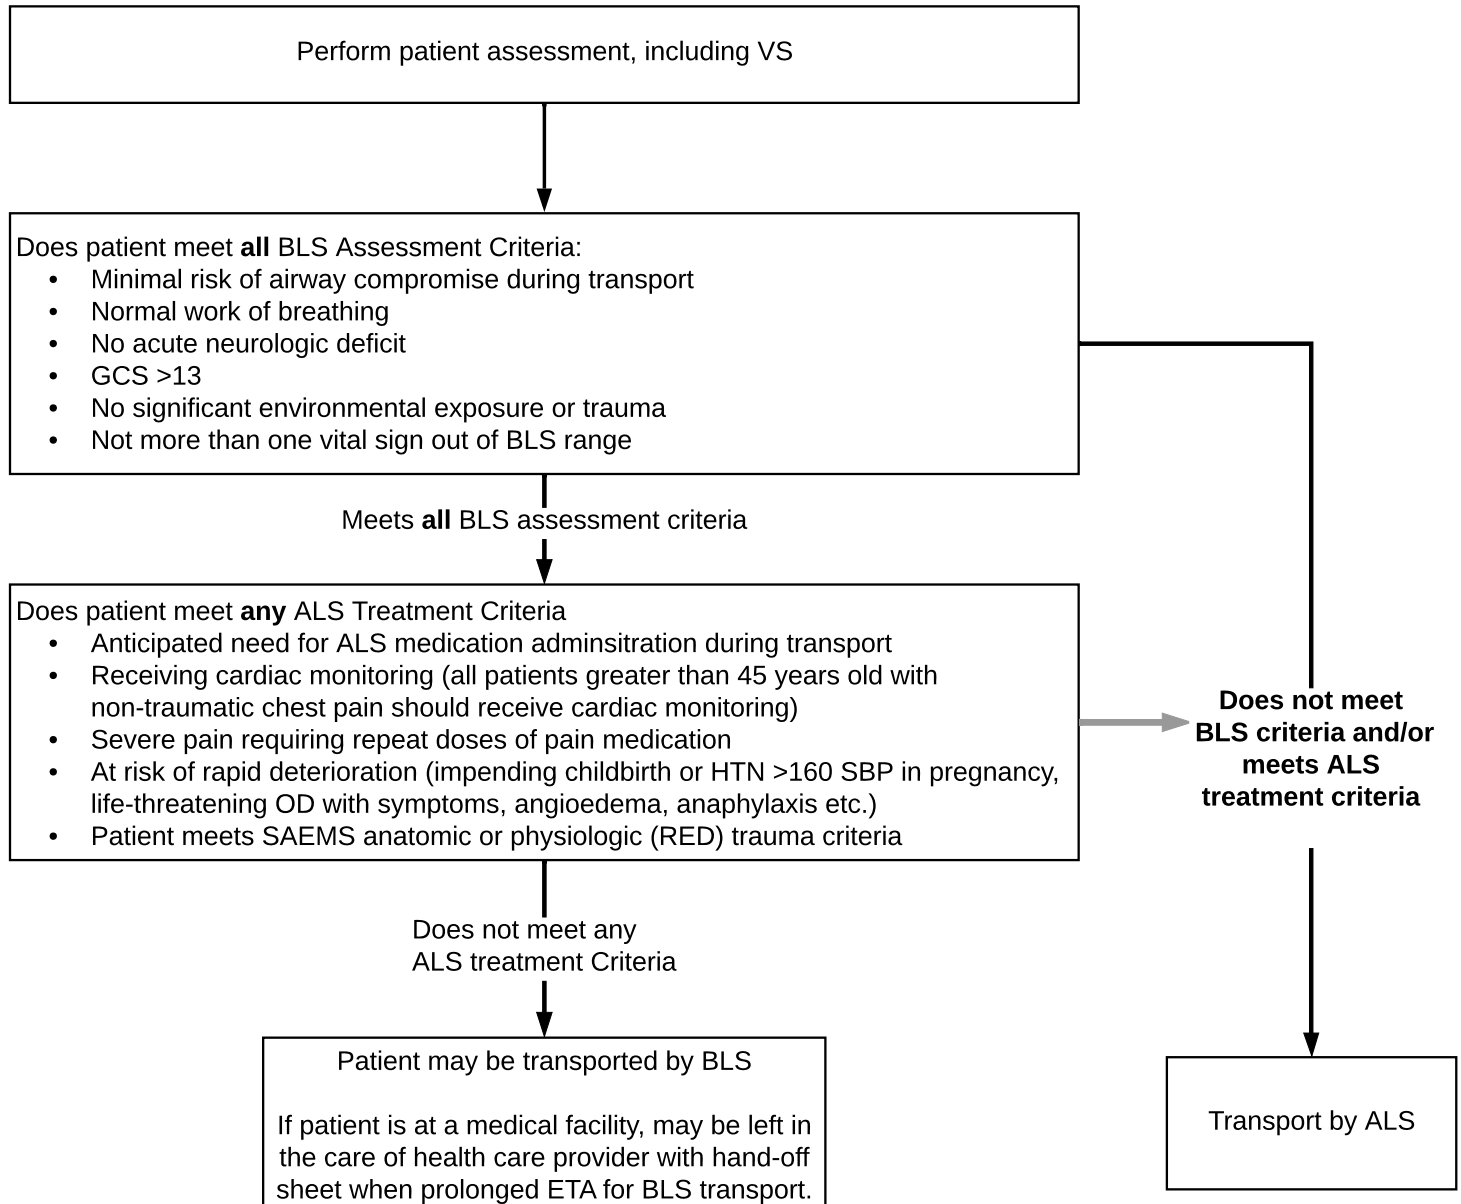 Perform patient assessment, including VS
Does patient meet all BLS Assessment Criteria:
• Minimal risk of airway compromise during transport
• Normal work of breathing
• No acute neurologic deficit
• GCS >13
• No significant environmental exposure or trauma
• Not more than one vital sign out of BLS range
Meets all BLS assessment criteria
Does patient meet any ALS Treatment Criteria
• Anticipated need for ALS medication adminsitration during transport
• Receiving cardiac monitoring (all patients greater than 45 years old with
non-traumatic chest pain should receive cardiac monitoring)
• Severe pain requiring repeat doses of pain medication
• At risk of rapid deterioration (impending childbirth or HTN >160 SBP in pregnancy,
life-threatening OD with symptoms, angioedema, anaphylaxis etc.)
• Patient meets SAEMS anatomic or physiologic (RED) trauma criteria
Does not meet
BLS criteria and/or
meets ALS
treatment criteria
Does not meet any
ALS treatment Criteria
Patient may be transported by BLS
If patient is at a medical facility, may be left in
the care of health care provider with hand-off
sheet when prolonged ETA for BLS transport.
Transport by ALS